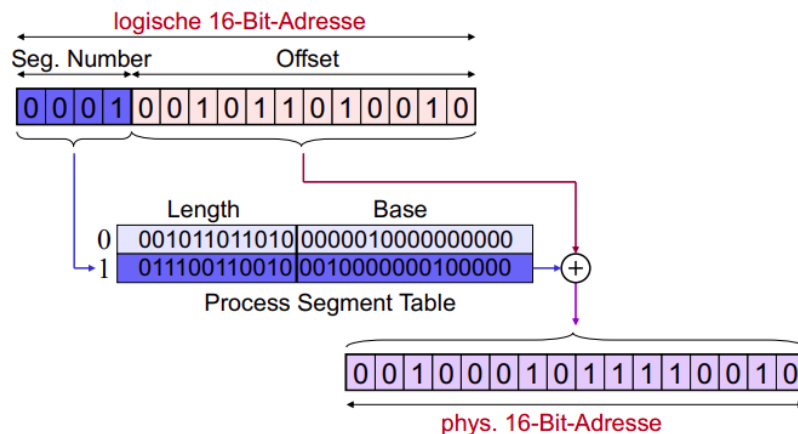 logische 16-Bit-Adresse
Seg. Number Offset
0 0 0 1 0 0 1 0 1 1 0 1 0 0 1 0
Length Base
0 001011011010 0000010000000000
1 011100110010 0010000000100000
+
Process Segment Table
0 0 1 0 0 0 1 0 1 1 1 1 0 0 1 0
phys. 16-Bit-Adresse